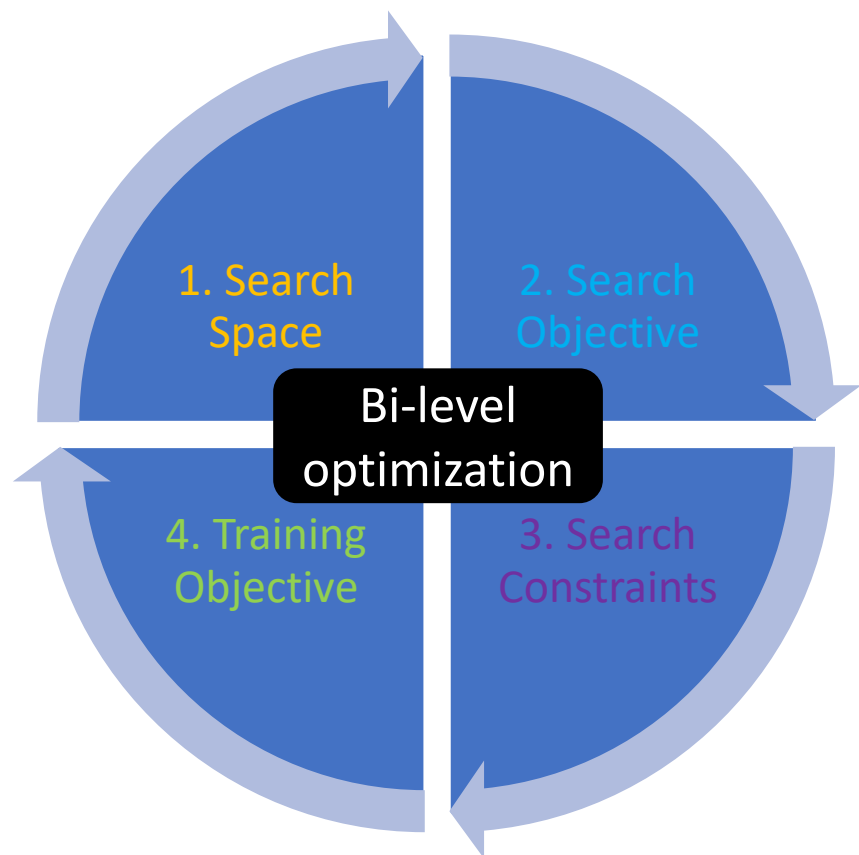 1. Search
Space
2. Search
Objective
Bi-level
optimization
4. Training
Objective
3. Search
Constraints